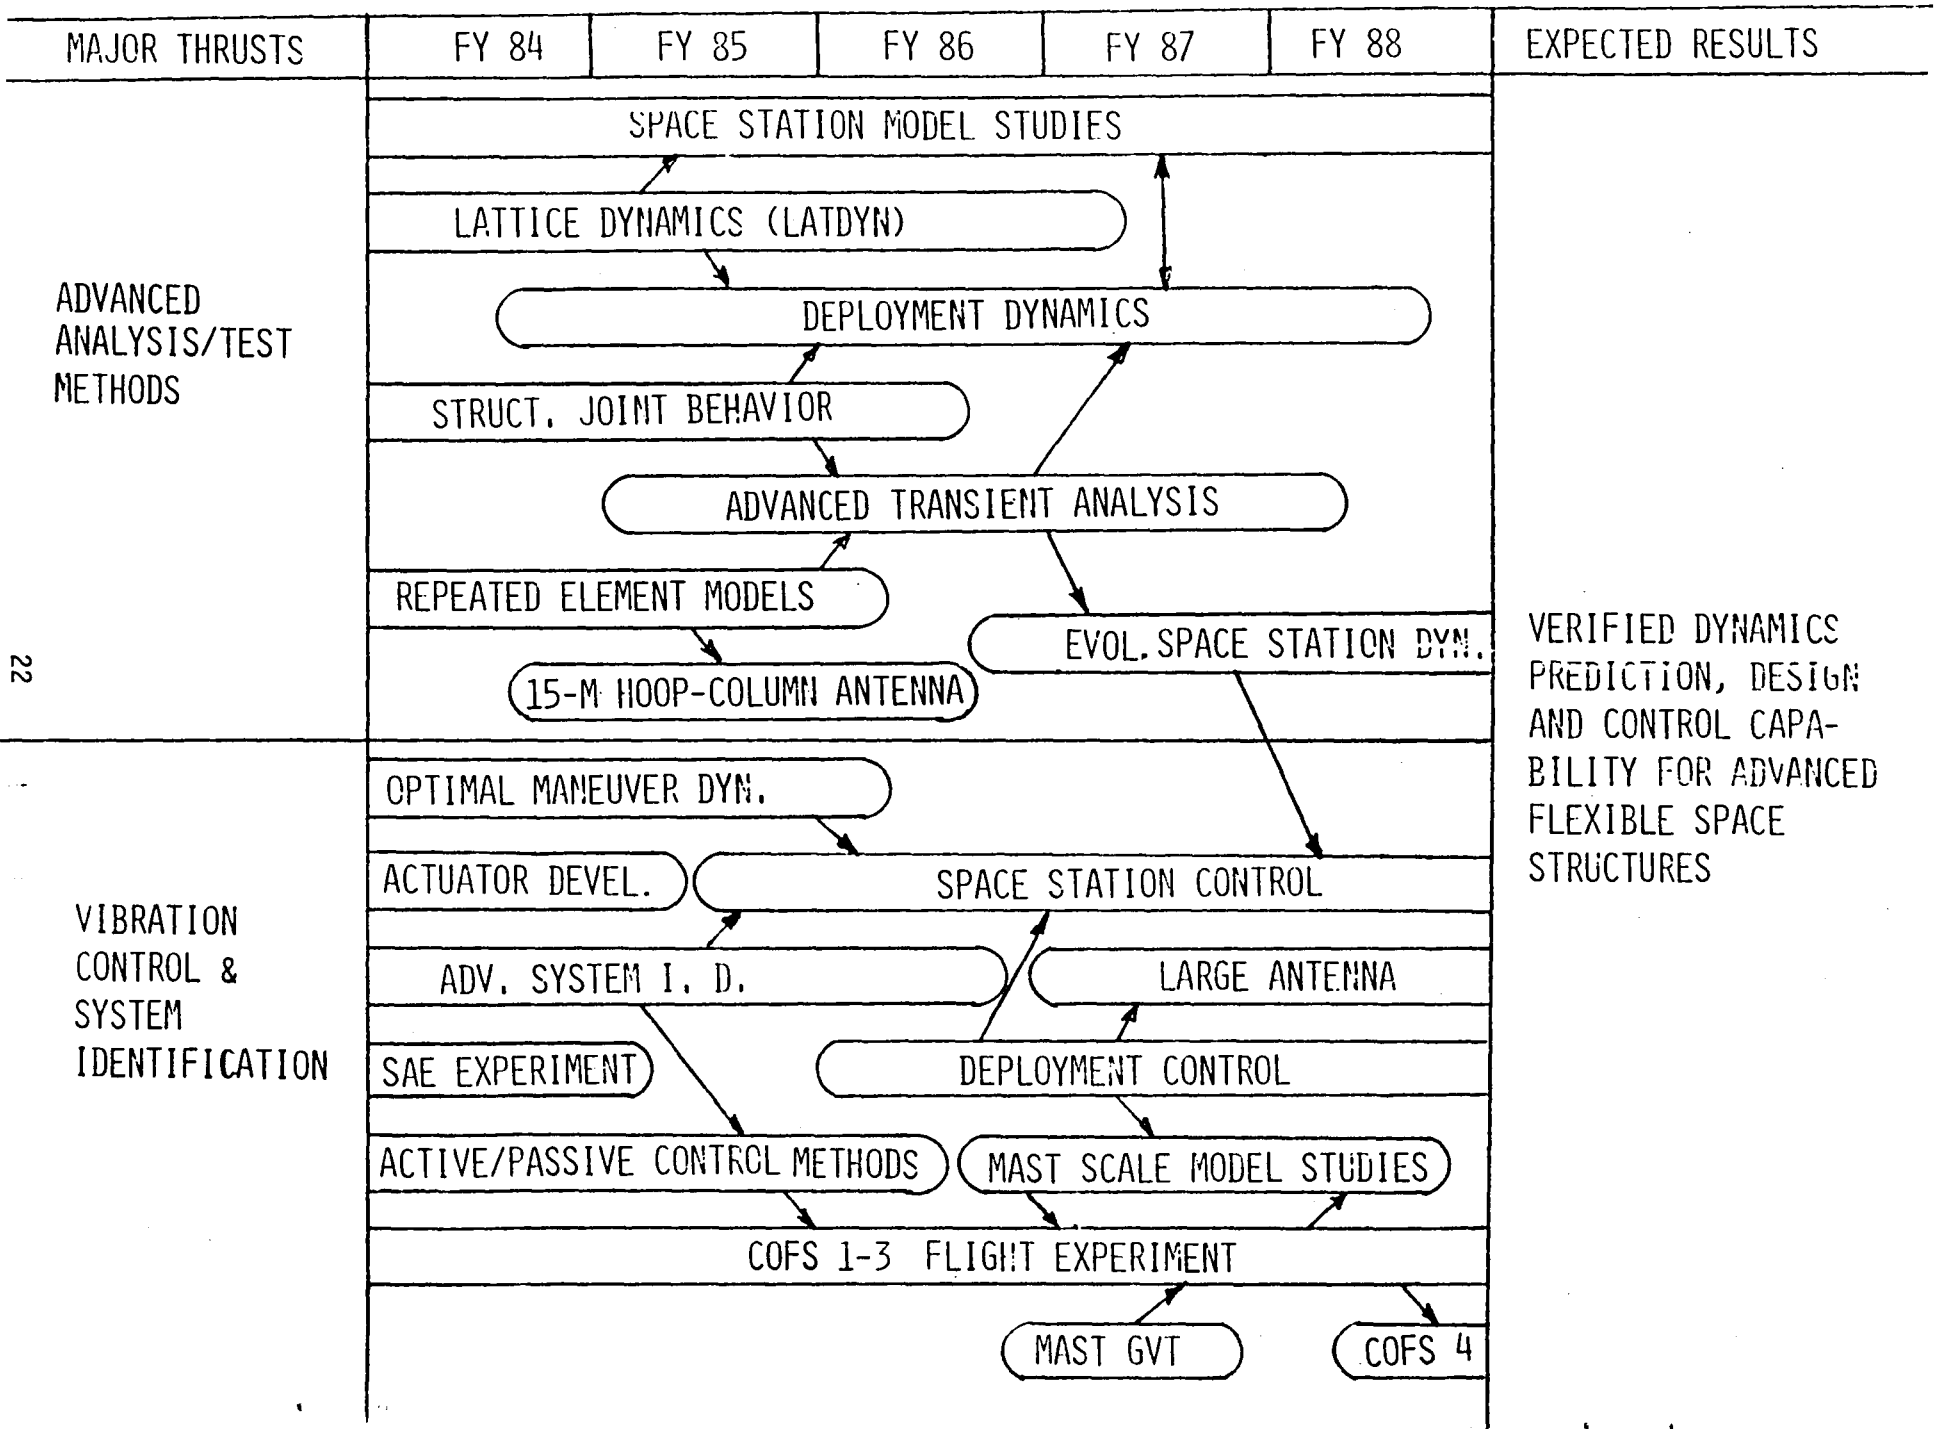 MAJOR THRUSTS
FY 84
FY 85
FY 86
FY 87
FY 88
EXPECTED RESULTS
SPACE STATION MODEL STUDIES
LATTICE DYNAMICS (LATDYN)
ADVANCED
ANALYSIS/TEST
METHODS
DEPLOYMENT DYNAMICS
STRUCT. JOINT BEHAVIOR
ADVANCED TRANSIENT ANALYSIS
REPEATED ELEMENT MODELS
EVOL. SPACE STATION DYN.
15-M HOOP-COLUMN ANTENNA
22
VERIFIED DYNAMICS
PREDICTION, DESIGN
AND CONTROL CAPA-
BILITY FOR ADVANCED
FLEXIBLE SPACE
STRUCTURES
OPTIMAL MANEUVER DYN.
ACTUATOR DEVEL.
SPACE STATION CONTROL
VIBRATION
CONTROL &
SYSTEM
IDENTIFICATION
ADV. SYSTEM I. D.
LARGE ANTENNA
SAE EXPERIMENT
DEPLOYMENT CONTROL
ACTIVE/PASSIVE CONTROL METHODS
MAST SCALE MODEL STUDIES
COFS 1-3 FLIGHT EXPERIMENT
MAST GVT
COFS 4